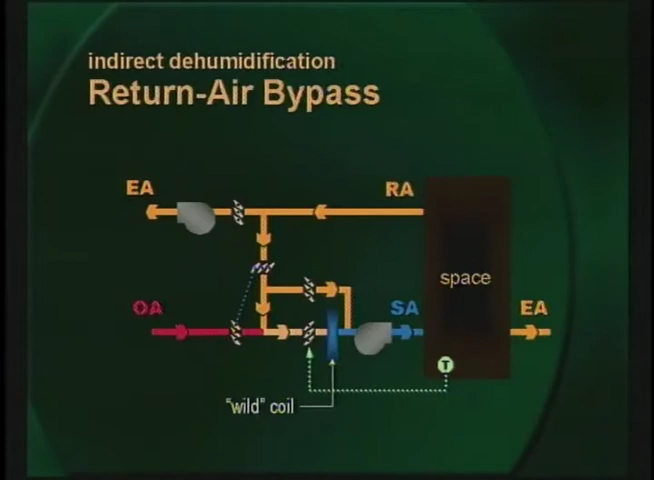 indirect dehumidification
Return-Air Bypass
EA
RA
space
OA
SA
EA
T
"wild" coil